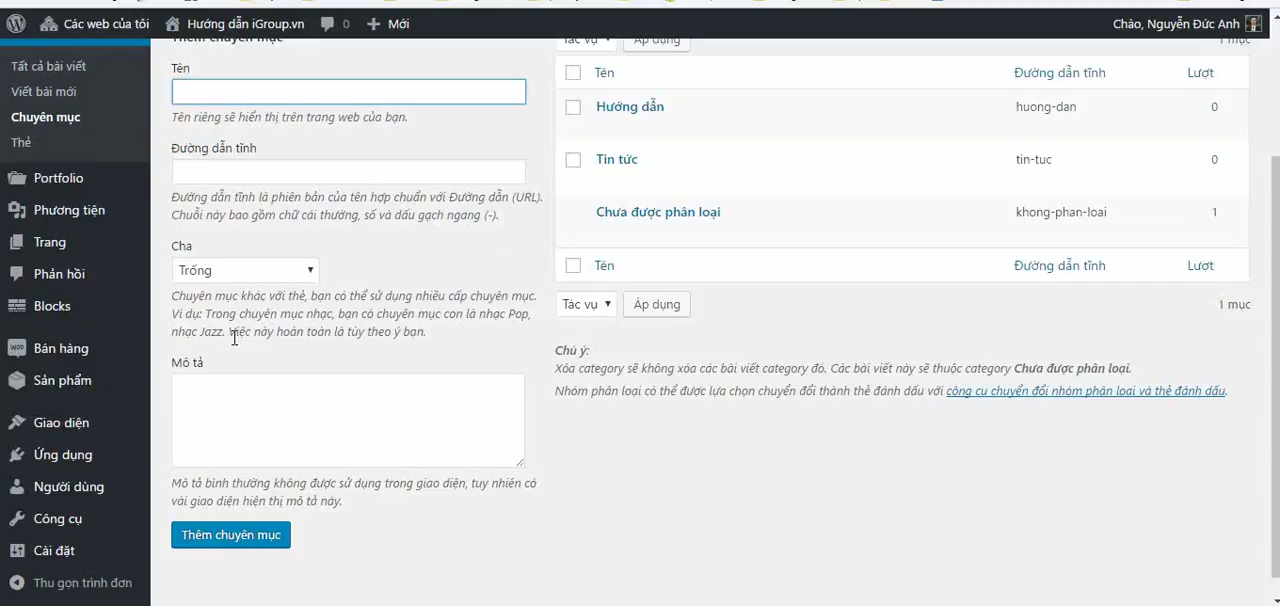 Các web của tôi
Hướng dẫn iGroup.vn
0
Mới
Chào, Nguyễn Đức Anh
Tất cả bài viết
Viết bài mới
Chuyên mục
Thẻ
Portfolio
Phương tiện
Trang
Phản hồi
Blocks
Bán hàng
Sản phẩm
Giao diện
Ứng dụng
Người dùng
Công cụ
Cài đặt
Thu gọn trình đơn
Thêm chuyên mục
Tên
Tên riêng sẽ hiển thị trên trang web của bạn.
Đường dẫn tĩnh
Đường dẫn tĩnh là phiên bản của tên hợp chuẩn với Đường dẫn (URL).
Chuỗi này bao gồm chữ cái thường, số và dấu gạch ngang (-).
Cha
Trống
Chuyên mục khác với thẻ, bạn có thể sử dụng nhiều cấp chuyên mục.
Ví dụ: Trong chuyên mục nhạc, bạn có chuyên mục con là nhạc Pop,
nhạc Jazz. Việc này hoàn toàn là tùy theo ý bạn.
Mô tả
Mô tả bình thường không được sử dụng trong giao diện, tuy nhiên có
vài giao diện hiện thị mô tả này.
Thêm chuyên mục
Tác vụ Áp dụng 1 mục
Tên Đường dẫn tĩnh Lượt
Hướng dẫn huong-dan 0
Tin tức tin-tuc 0
Chưa được phân loại khong-phan-loai 1
Tên Đường dẫn tĩnh Lượt
Tác vụ Áp dụng 1 mục
Chú ý:
Xóa category sẽ không xóa các bài viết category đó. Các bài viết này sẽ thuộc category Chưa được phân loại.
Nhóm phân loại có thể được lựa chọn chuyển đổi thành thẻ đánh dấu với công cụ chuyển đổi nhóm phân loại và thẻ đánh dấu.